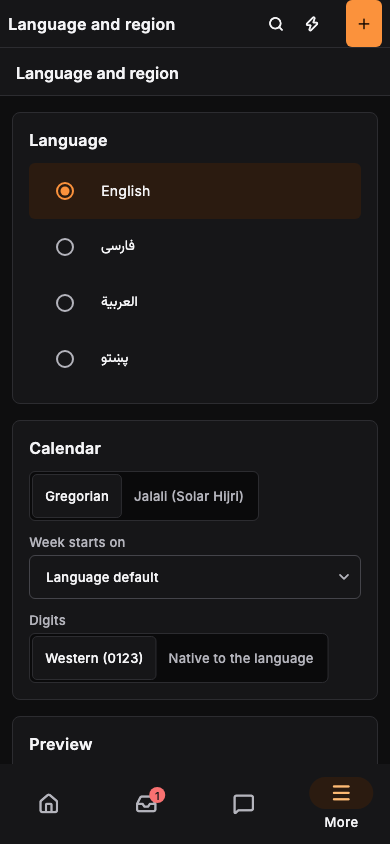 Language and region
Language and region
Language
English
فارسی
العربية
پښتو
Calendar
Gregorian
Jalali (Solar Hijri)
Week starts on
Language default
Digits
Western (0123)
Native to the language
Preview
1
More